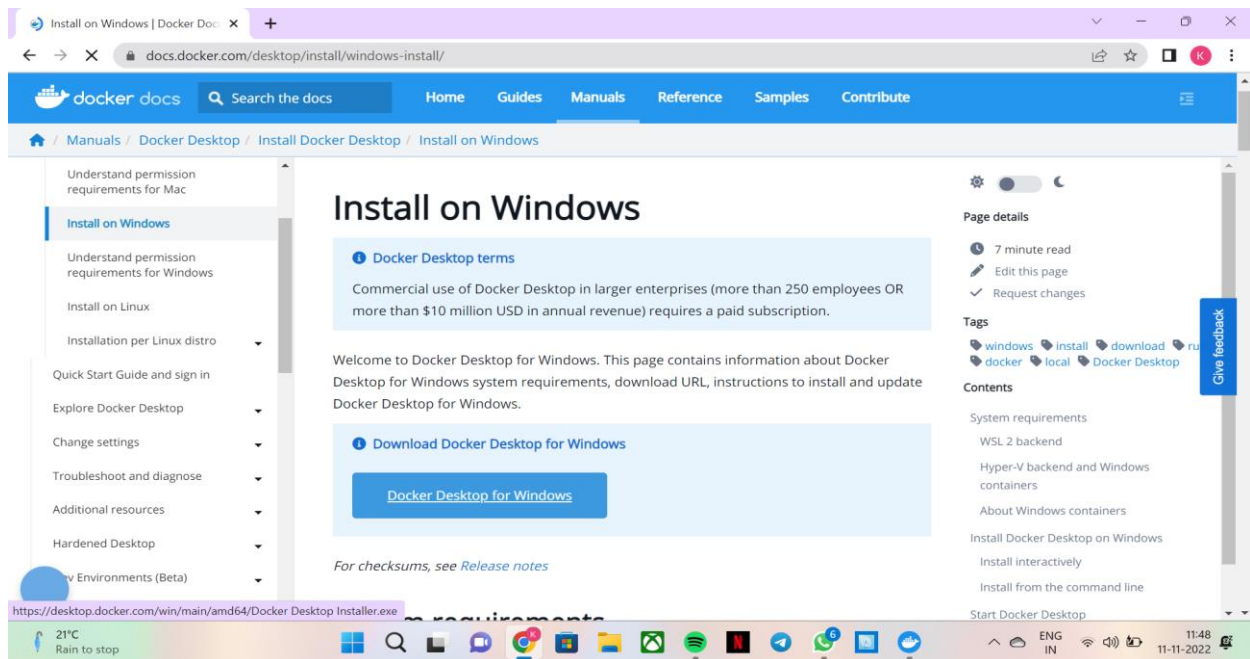 Install on Windows | Docker Doc
docs.docker.com/desktop/install/windows-install/
K
docker docs
Search the docs
Home Guides Manuals Reference Samples Contribute
/ Manuals / Docker Desktop / Install Docker Desktop / Install on Windows
Understand permission
requirements for Mac
Install on Windows
Understand permission
requirements for Windows
Install on Linux
Installation per Linux distro
Quick Start Guide and sign in
Explore Docker Desktop
Change settings
Troubleshoot and diagnose
Additional resources
Hardened Desktop
Environments (Beta)
https://desktop.docker.com/win/main/amd64/Docker Desktop Installer.exe
Install on Windows
Docker Desktop terms
Commercial use of Docker Desktop in larger enterprises (more than 250 employees OR
more than $10 million USD in annual revenue) requires a paid subscription.
Welcome to Docker Desktop for Windows. This page contains information about Docker
Desktop for Windows system requirements, download URL, instructions to install and update
Docker Desktop for Windows.
Download Docker Desktop for Windows
Docker Desktop for Windows
For checksums, see Release notes
Page details
7 minute read
Edit this page
Request changes
Tags
windows install download ru
docker local Docker Desktop
Give feedback
Contents
System requirements
WSL 2 backend
Hyper-V backend and Windows
containers
About Windows containers
Install Docker Desktop on Windows
Install interactively
Install from the command line
Start Docker Desktop
21°C
Rain to stop
N
6
ENG
IN
11:48
11-11-2022